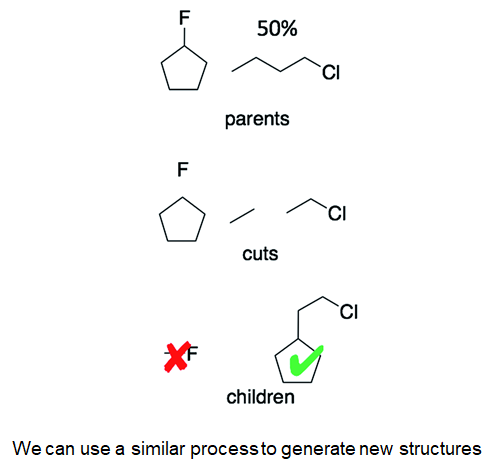 F
50%
Cl
parents
F
Cl
cuts
Cl
F
children
We can use a similar process to generate new structures